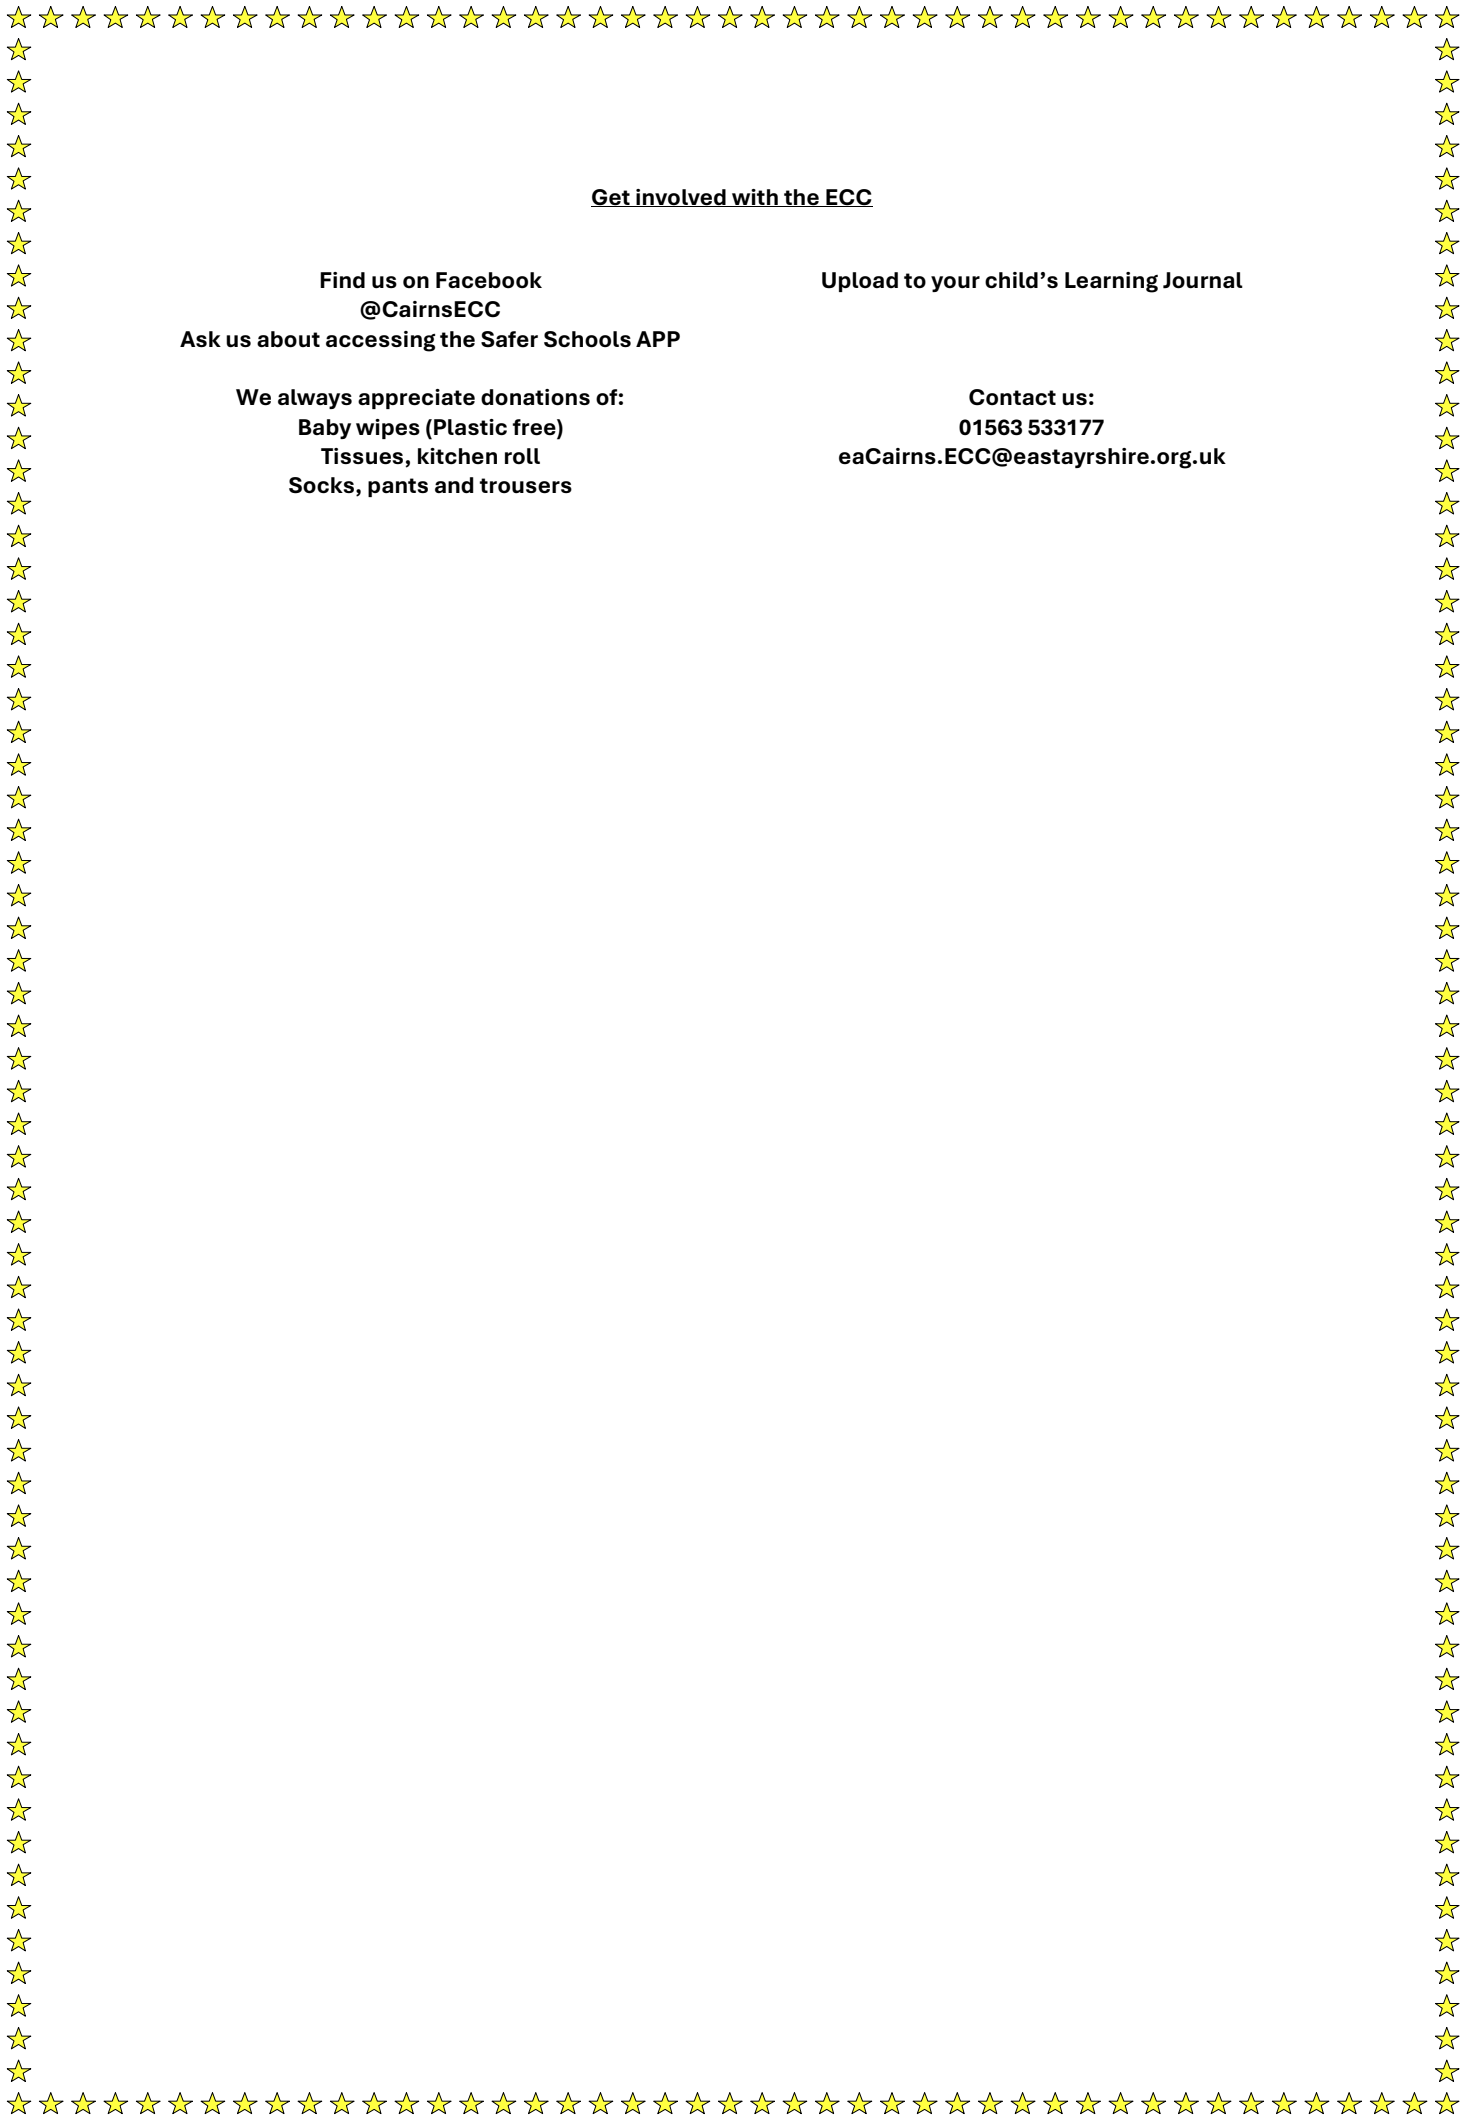 Get involved with the ECC
Find us on Facebook
@CairnsECC
Ask us about accessing the Safer Schools APP
Upload to your child’s Learning Journal
We always appreciate donations of:
Baby wipes (Plastic free)
Tissues, kitchen roll
Socks, pants and trousers
Contact us:
01563 533177
eaCairns.ECC@eastayrshire.org.uk